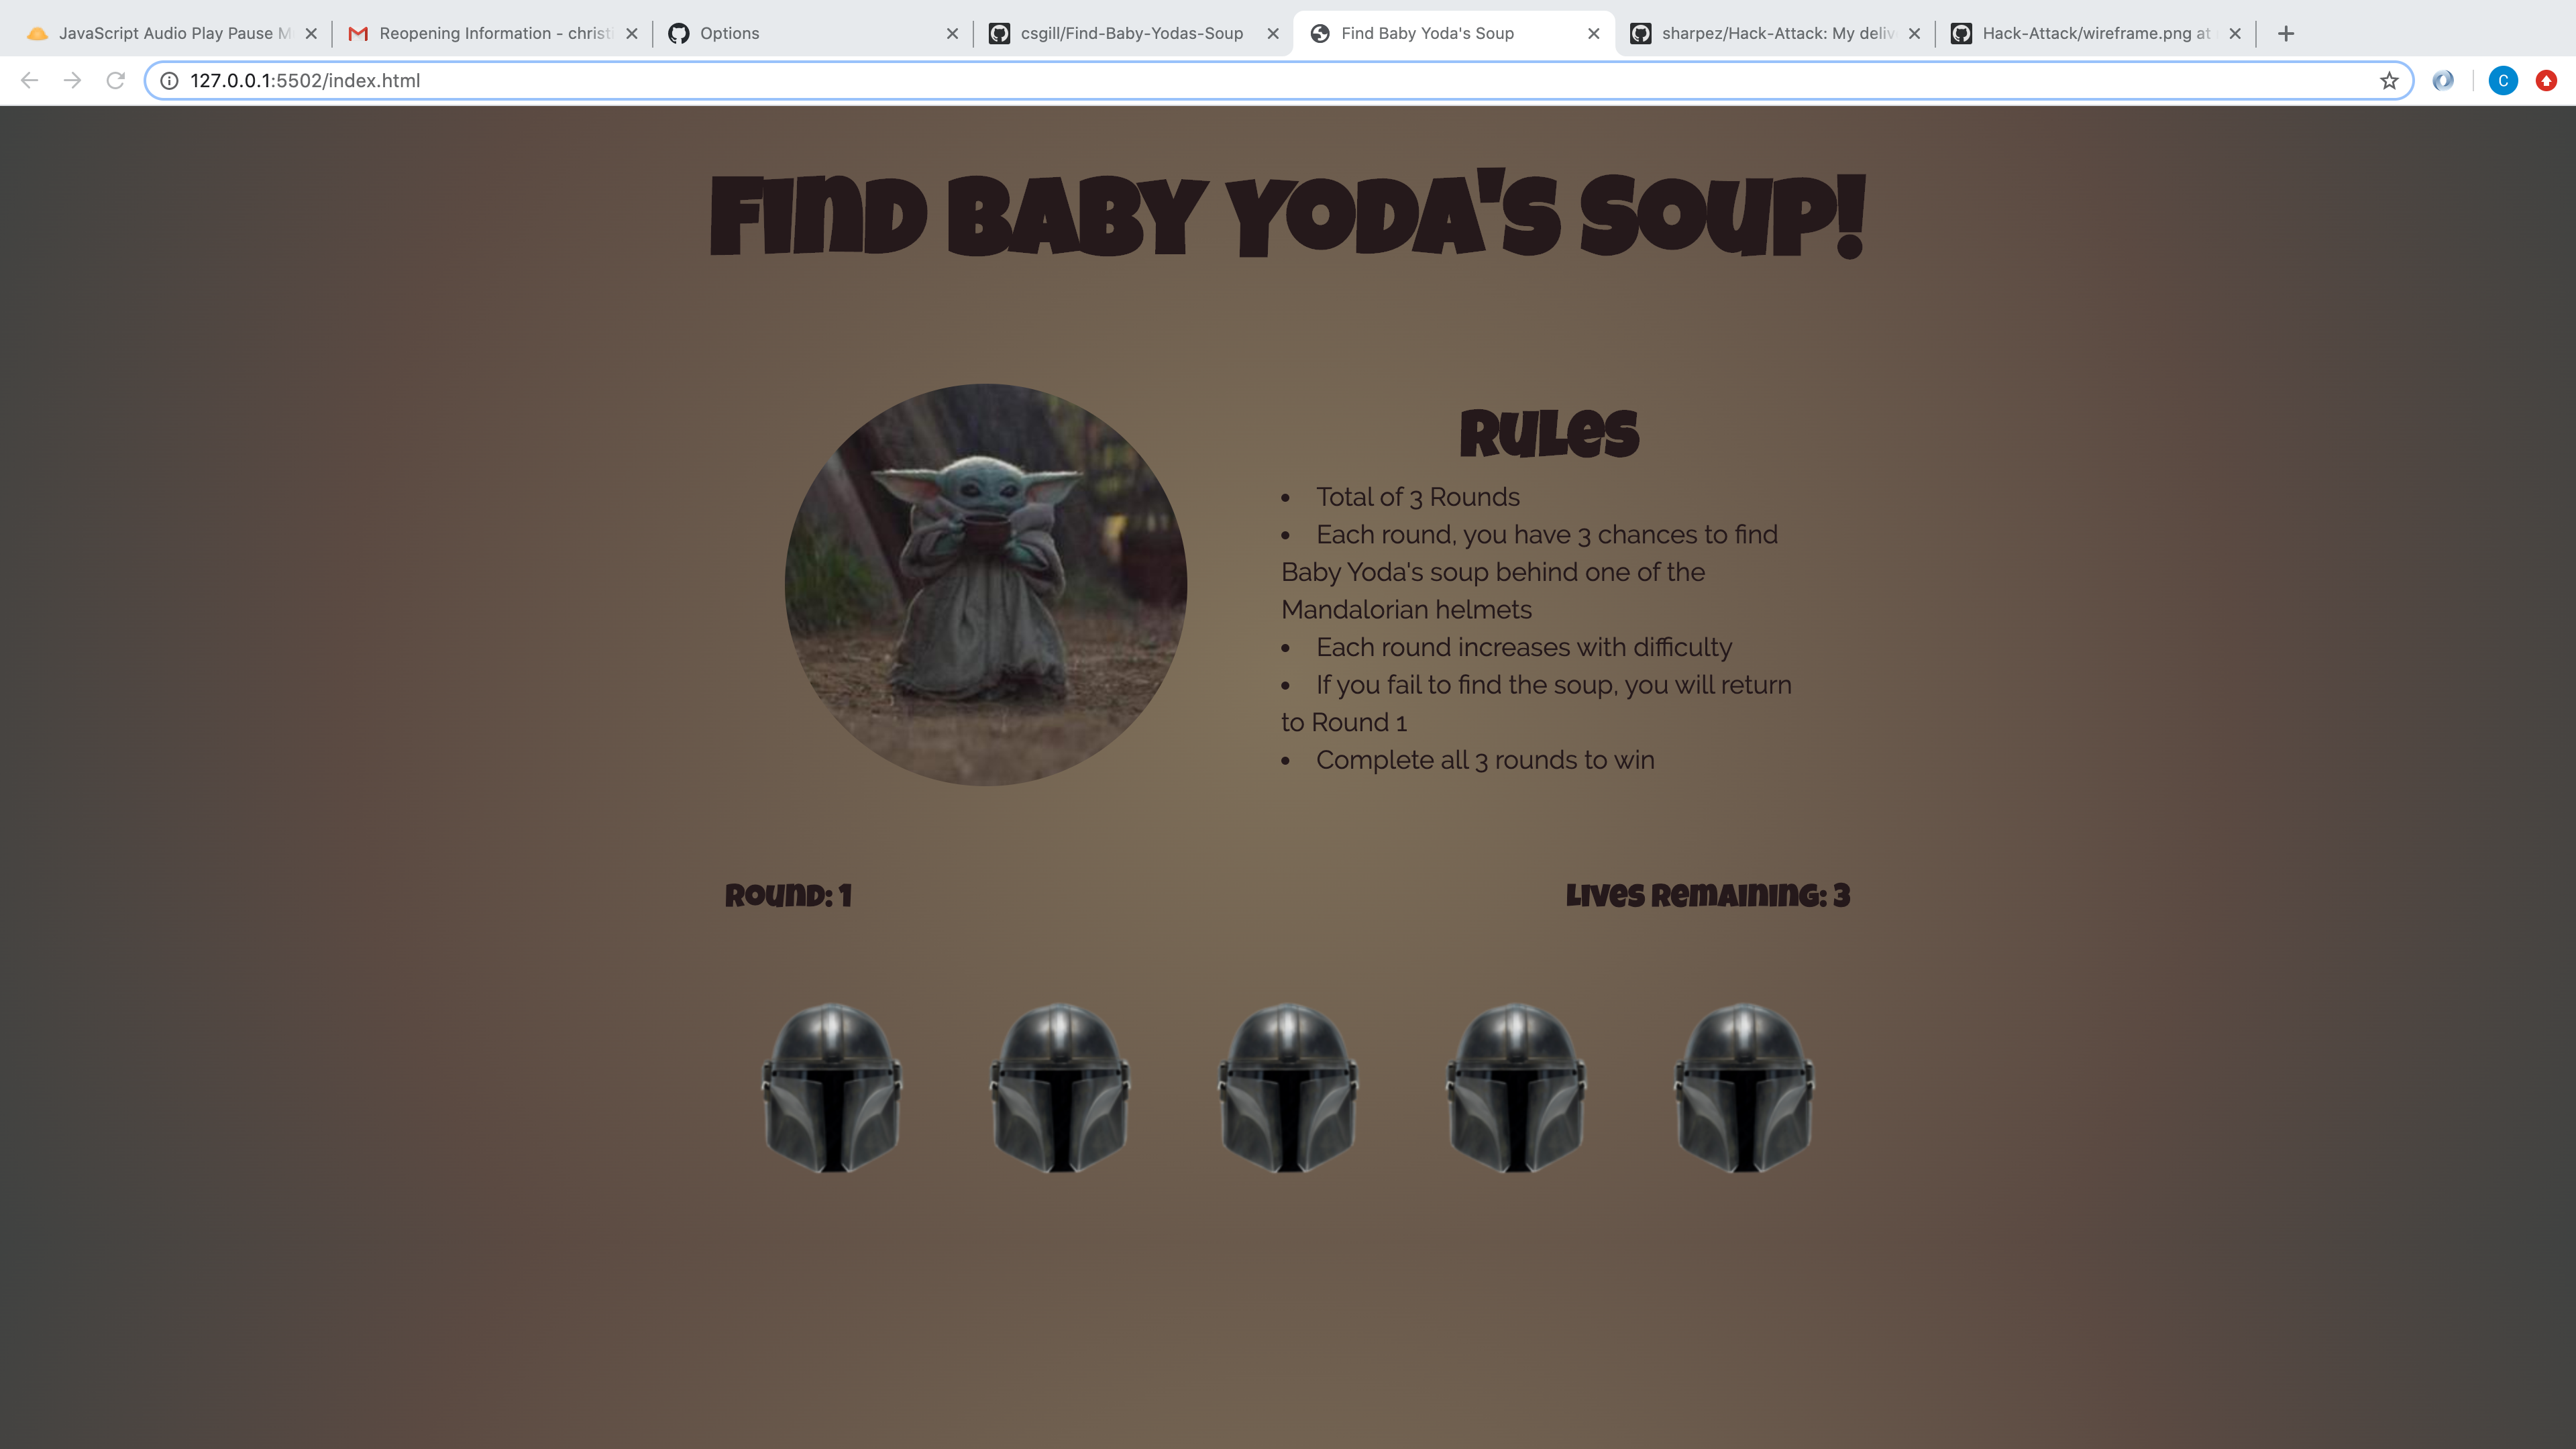 JavaScript Audio Play Pause M
Reopening Information - christi
Options
csgill/Find-Baby-Yodas-Soup
Find Baby Yoda's Soup
sharpez/Hack-Attack: My deliv
Hack-Attack/wireframe.png at
127.0.0.1:5502/index.html
C
Find Baby Yoda's Soup!
Rules
• Total of 3 Rounds
• Each round, you have 3 chances to find
Baby Yoda's soup behind one of the
Mandalorian helmets
• Each round increases with difficulty
• If you fail to find the soup, you will return
to Round 1
• Complete all 3 rounds to win
Round: 1
Lives Remaining: 3